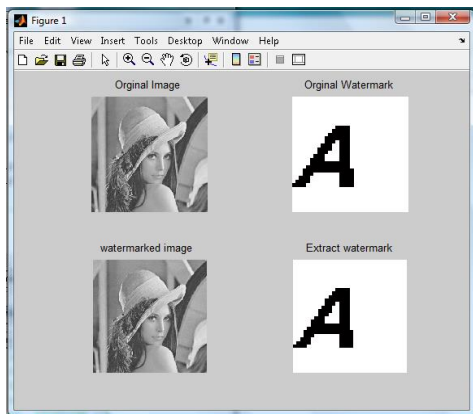 Figure 1
File Edit View Insert Tools Desktop Window Help
Orginal Image
Orginal Watermark
A
watermarked image
Extract watermark
A